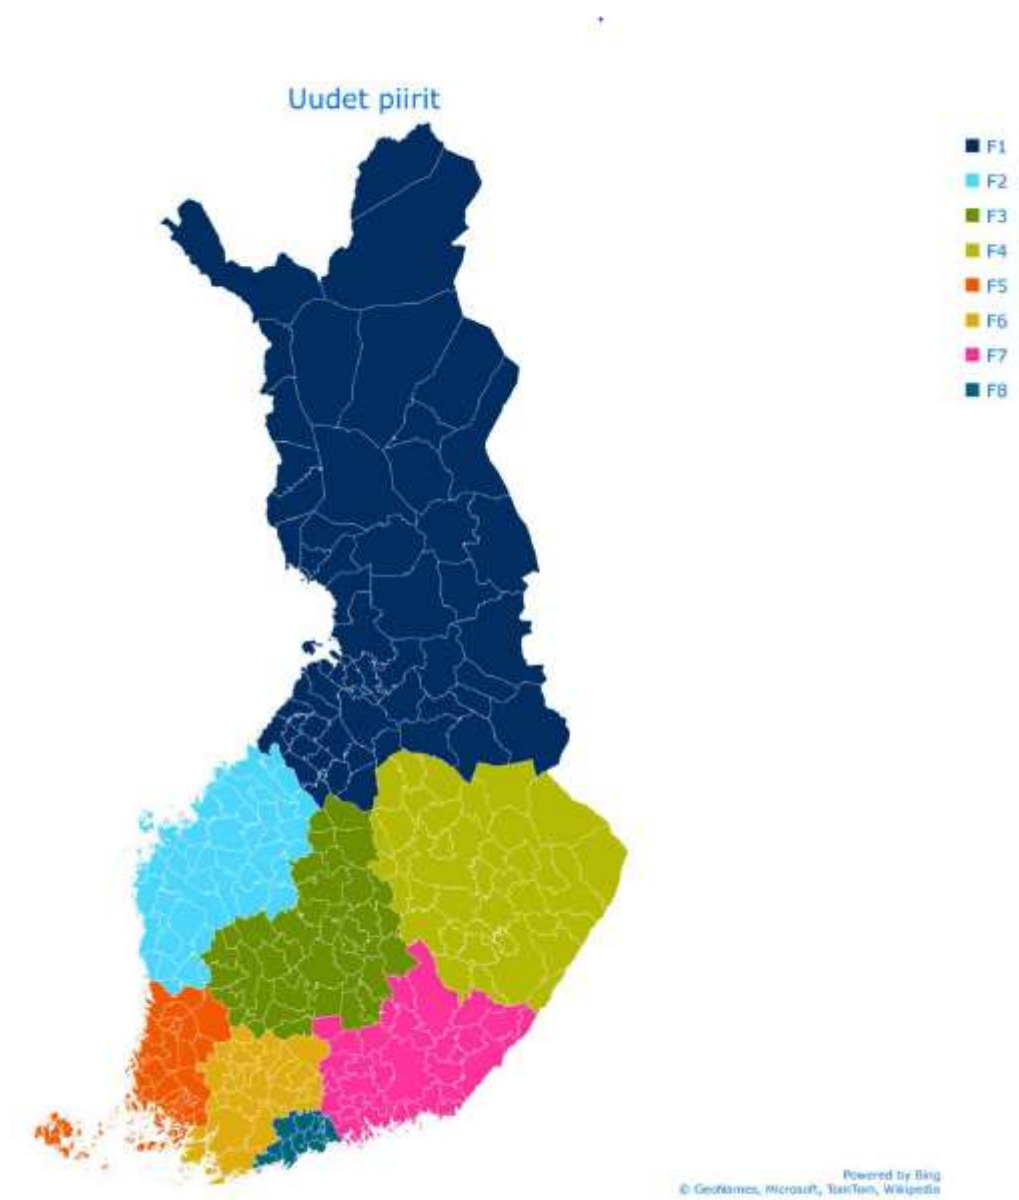 Uudet piirit
F1
F2
F3
F4
F5
F6
F7
F8
Powered by Bing
© GeoNames, Microsoft, TomTom, Wikipedia